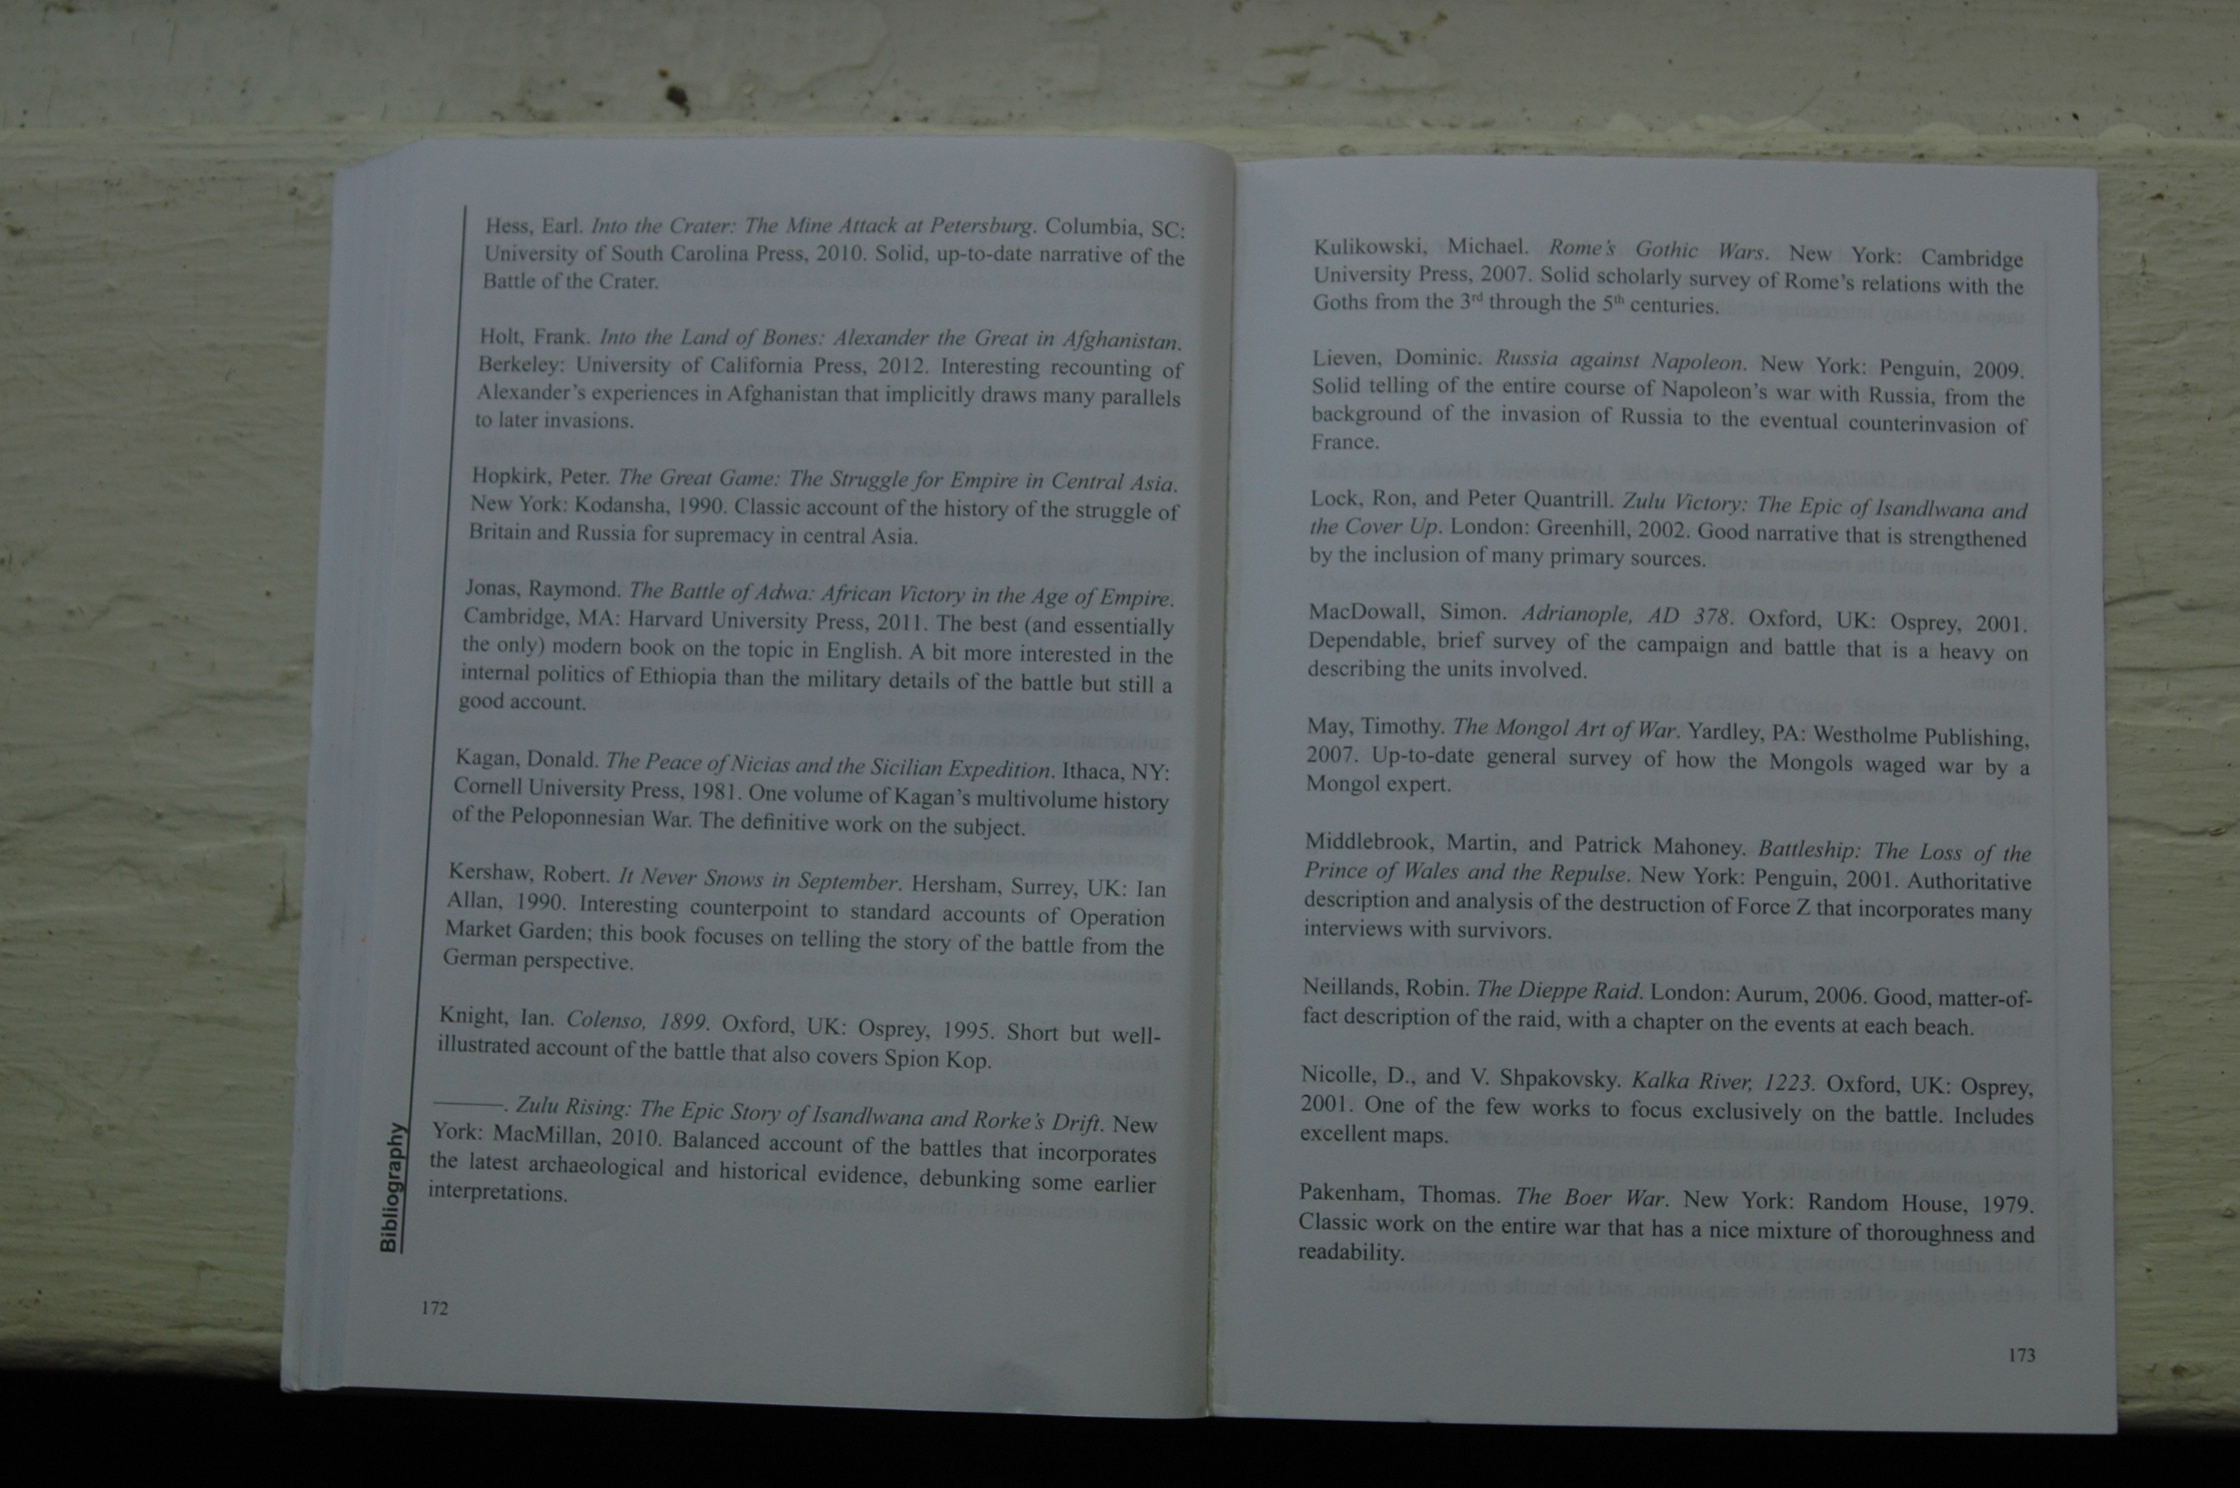 Hess, Earl. Into the Crater: The Mine Attack at Petersburg. Columbia, SC:
University of South Carolina Press, 2010. Solid, up-to-date narrative of the
Battle of the Crater.
Holt, Frank. Into the Land of Bones: Alexander the Great in Afghanistan.
Berkeley: University of California Press, 2012. Interesting recounting of
Alexander's experiences in Afghanistan that implicitly draws many parallels
to later invasions.
Hopkirk, Peter. The Great Game: The Struggle for Empire in Central Asia.
New York: Kodansha, 1990. Classic account of the history of the struggle of
Britain and Russia for supremacy in central Asia.
Jonas, Raymond. The Battle of Adwa: African Victory in the Age of Empire.
Cambridge, MA: Harvard University Press, 2011. The best (and essentially
the only) modern book on the topic in English. A bit more interested in the
internal politics of Ethiopia than the military details of the battle but still a
good account.
Kagan, Donald. The Peace of Nicias and the Sicilian Expedition. Ithaca, NY:
Cornell University Press, 1981. One volume of Kagan's multivolume history
of the Peloponnesian War. The definitive work on the subject.
Kershaw, Robert. It Never Snows in September. Hersham, Surrey, UK: Ian
Allan, 1990. Interesting counterpoint to standard accounts of Operation
Market Garden; this book focuses on telling the story of the battle from the
German perspective.
Knight, Ian. Colenso, 1899. Oxford, UK: Osprey, 1995. Short but well-
illustrated account of the battle that also covers Spion Kop.
———. Zulu Rising: The Epic Story of Isandlwana and Rorke's Drift. New
York: MacMillan, 2010. Balanced account of the battles that incorporates
the latest archaeological and historical evidence, debunking some earlier
interpretations.
Bibliography
172
Kulikowski, Michael. Rome's Gothic Wars. New York: Cambridge
University Press, 2007. Solid scholarly survey of Rome's relations with the
Goths from the 3rd through the 5th centuries.
Lieven, Dominic. Russia against Napoleon. New York: Penguin, 2009.
Solid telling of the entire course of Napoleon's war with Russia, from the
background of the invasion of Russia to the eventual counterinvasion of
France.
Lock, Ron, and Peter Quantrill. Zulu Victory: The Epic of Isandlwana and
the Cover Up. London: Greenhill, 2002. Good narrative that is strengthened
by the inclusion of many primary sources.
MacDowall, Simon. Adrianople, AD 378. Oxford, UK: Osprey, 2001.
Dependable, brief survey of the campaign and battle that is a heavy on
describing the units involved.
May, Timothy. The Mongol Art of War. Yardley, PA: Westholme Publishing,
2007. Up-to-date general survey of how the Mongols waged war by a
Mongol expert.
Middlebrook, Martin, and Patrick Mahoney. Battleship: The Loss of the
Prince of Wales and the Repulse. New York: Penguin, 2001. Authoritative
description and analysis of the destruction of Force Z that incorporates many
interviews with survivors.
Neillands, Robin. The Dieppe Raid. London: Aurum, 2006. Good, matter-of-
fact description of the raid, with a chapter on the events at each beach.
Nicolle, D., and V. Shpakovsky. Kalka River, 1223. Oxford, UK: Osprey,
2001. One of the few works to focus exclusively on the battle. Includes
excellent maps.
Pakenham, Thomas. The Boer War. New York: Random House, 1979.
Classic work on the entire war that has a nice mixture of thoroughness and
readability.
173